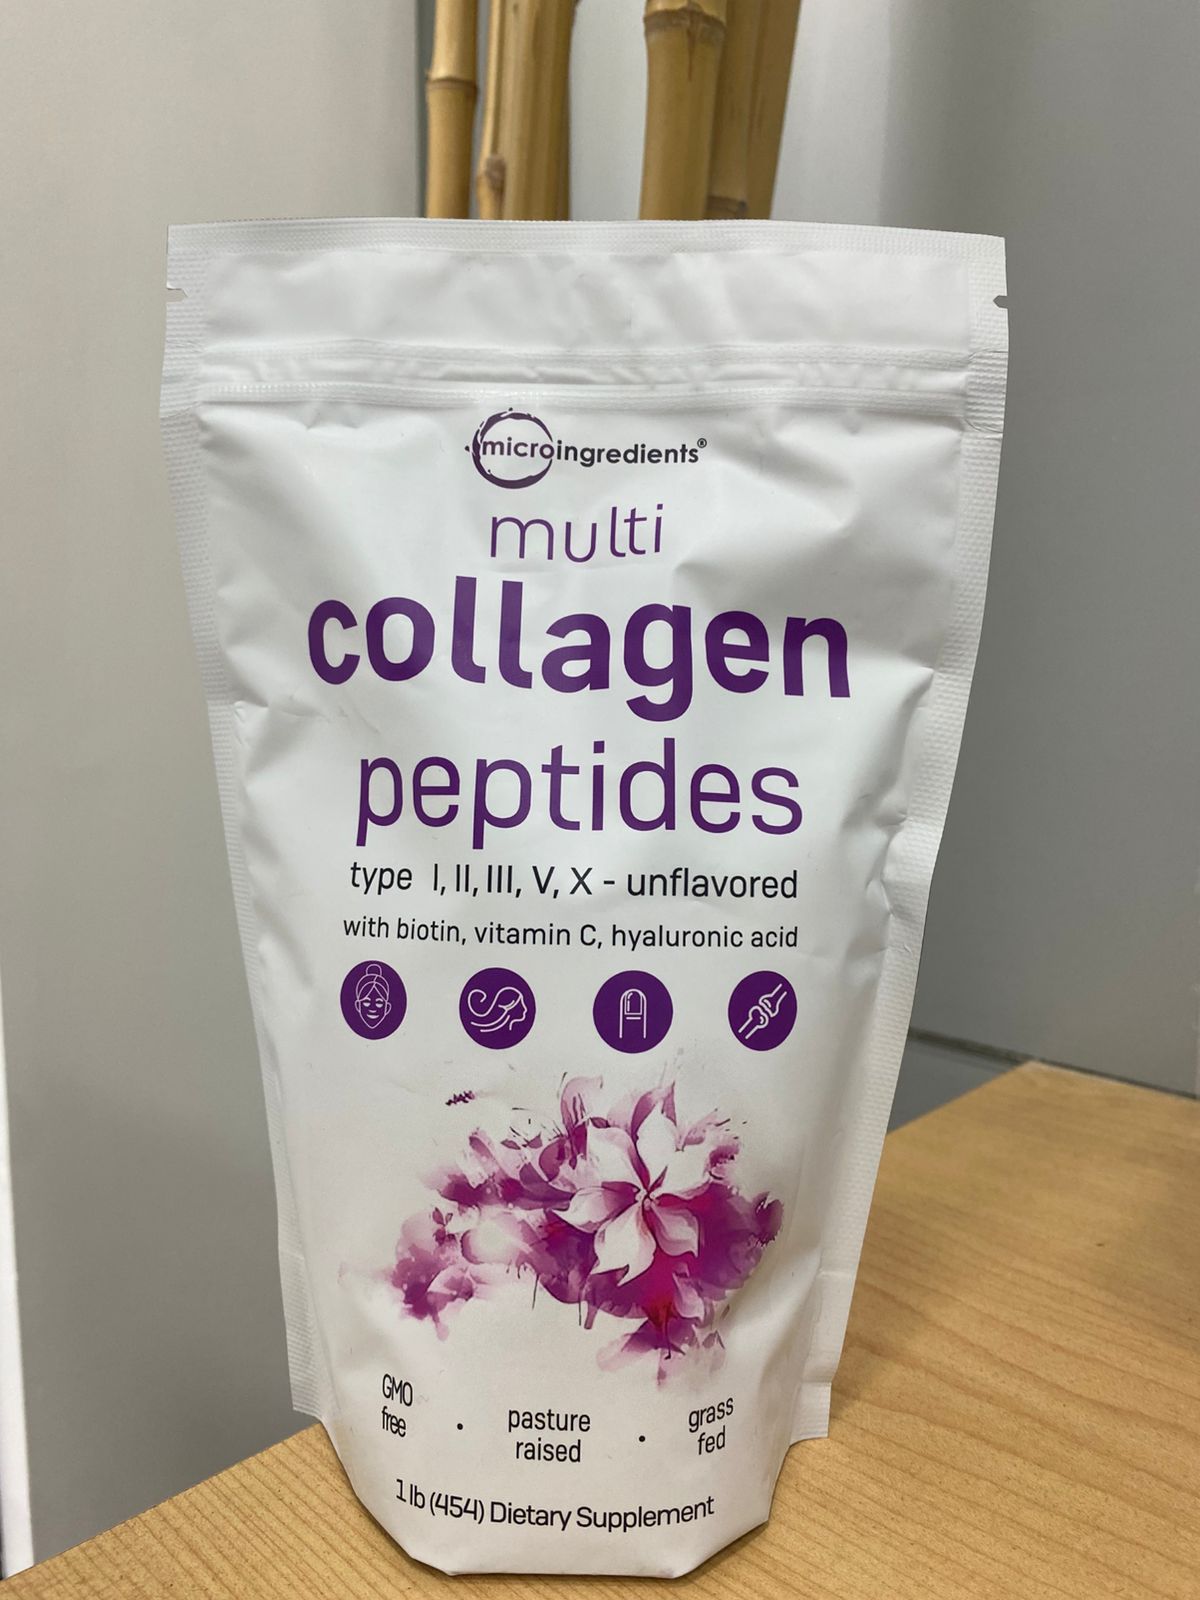 microingredients®
multi
collagen
peptides
type I, II, III, V, X - unflavored
with biotin, vitamin C, hyaluronic acid
GMO free · pasture raised · grass fed
1 lb (454) Dietary Supplement